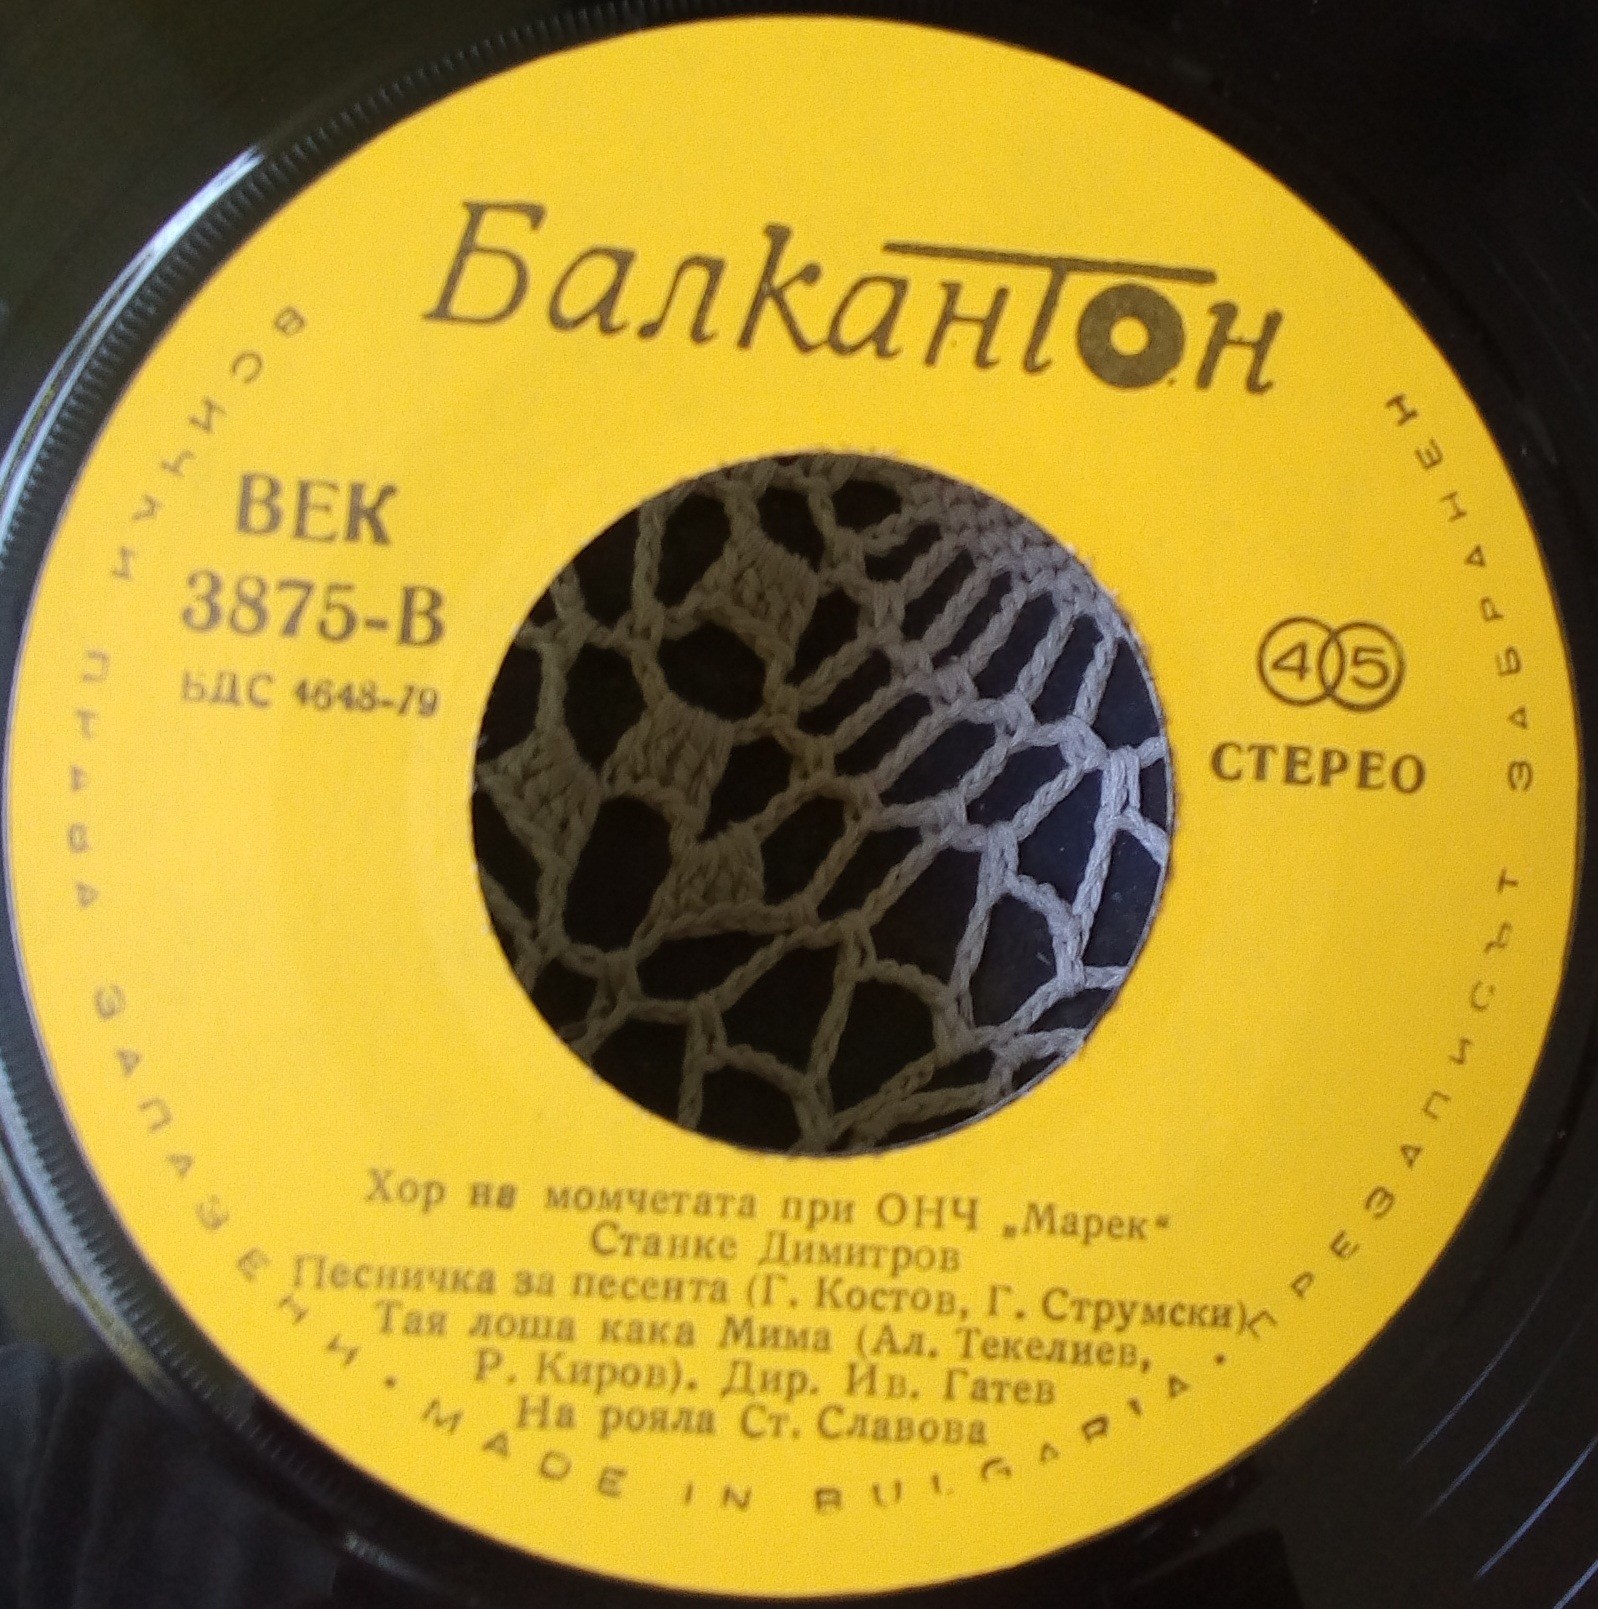 БалканТон
ВЕК
3875-В
БДС 4648-79
45
СТЕРЕО
Хор на момчетата при ОНЧ „Марек“
Станке Димитров
Песничка за песента (Г. Костов, Г. Струмски)
Тая лоша кака Мима (Ал. Текелиев,
Р. Киров). Дир. Ив. Гатев
На рояла Ст. Славова
ВСИЧКИ ПРАВА ЗАПАЗЕНИ • MADE IN BULGARIA • ПРЕЗАПИСЪТ ЗАБРАНЕН